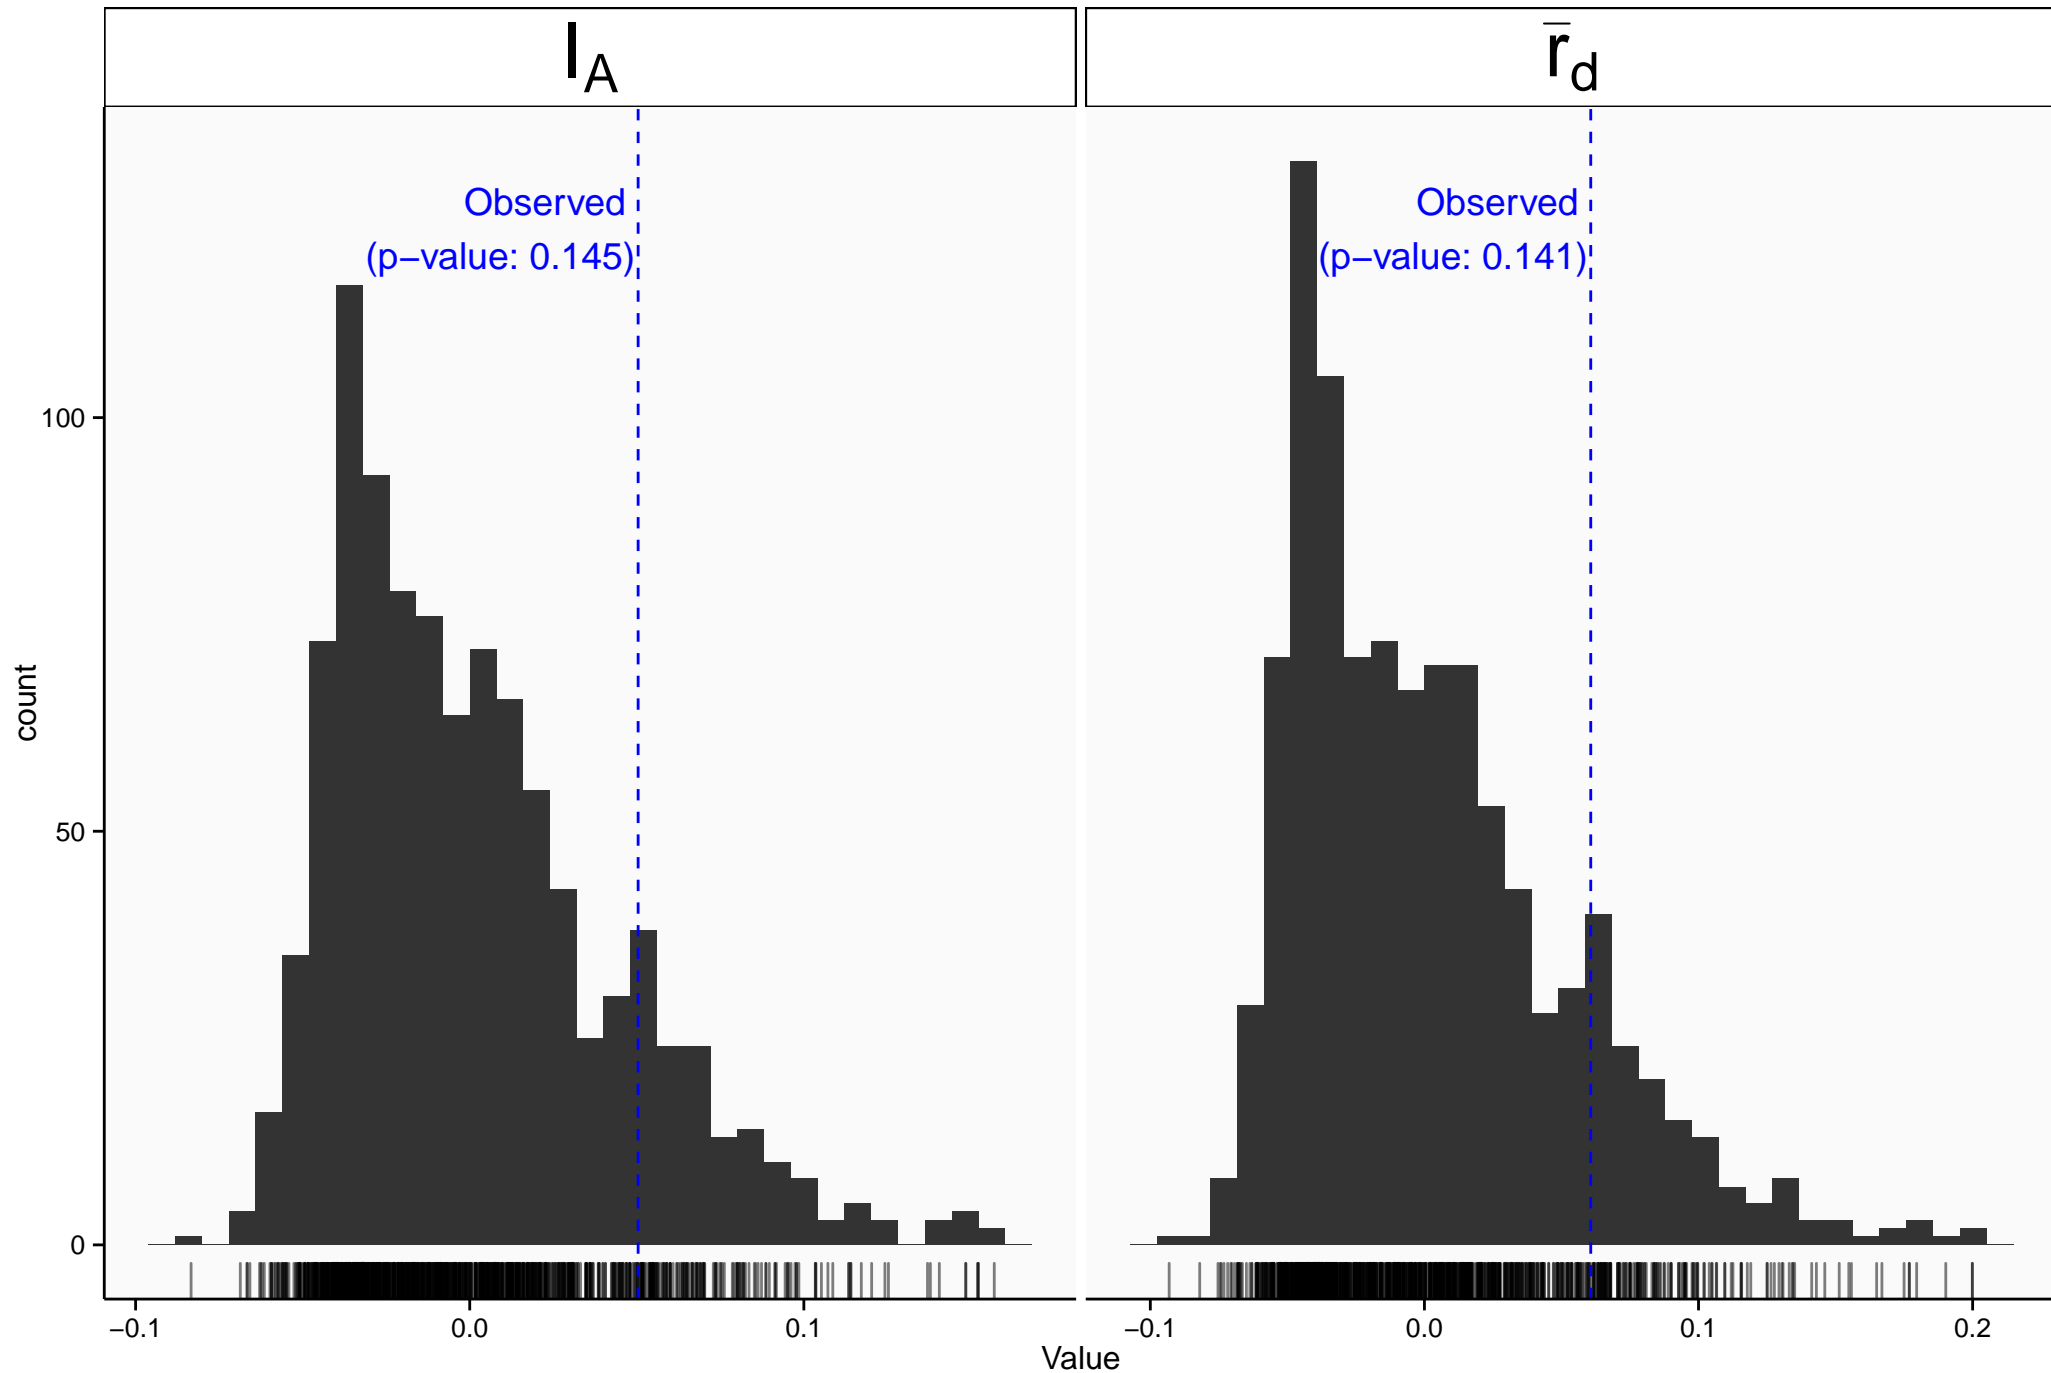 I_A
r̄_d
Observed
(p−value: 0.145)
Observed
(p−value: 0.141)
count
100
50
0
−0.1
0.0
0.1
−0.1
0.0
0.1
0.2
Value